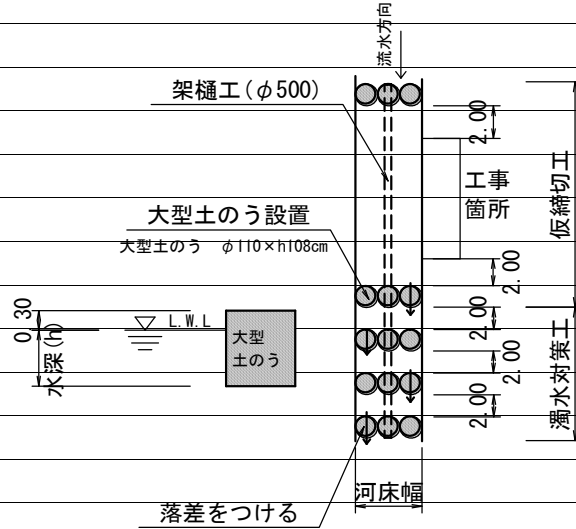 流水方向
架樋工(φ500)
2.00
工事
箇所
仮締切工
大型土のう設置
大型土のう φ110×h108cm
2.00
0.30
L.W.L
水深(h)
大型
土のう
2.00
2.00
2.00
濁水対策工
河床幅
落差をつける